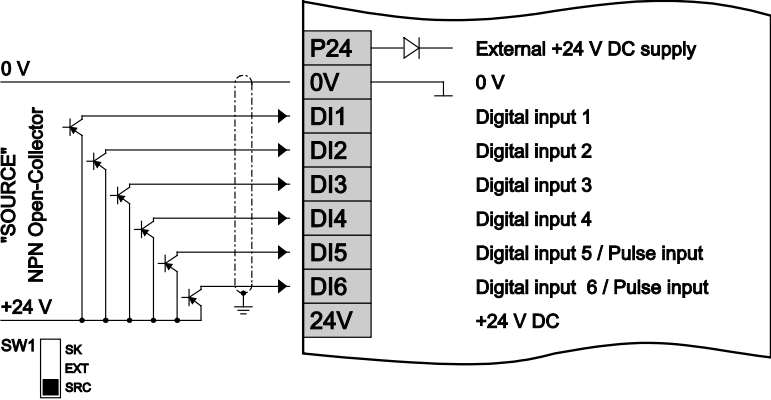 P24 External +24 V DC supply
0 V 0V 0 V
DI1 Digital input 1
DI2 Digital input 2
DI3 Digital input 3
DI4 Digital input 4
DI5 Digital input 5 / Pulse input
DI6 Digital input 6 / Pulse input
"SOURCE"
NPN Open-Collector
+24 V 24V +24 V DC
SW1 SK
EXT
SRC